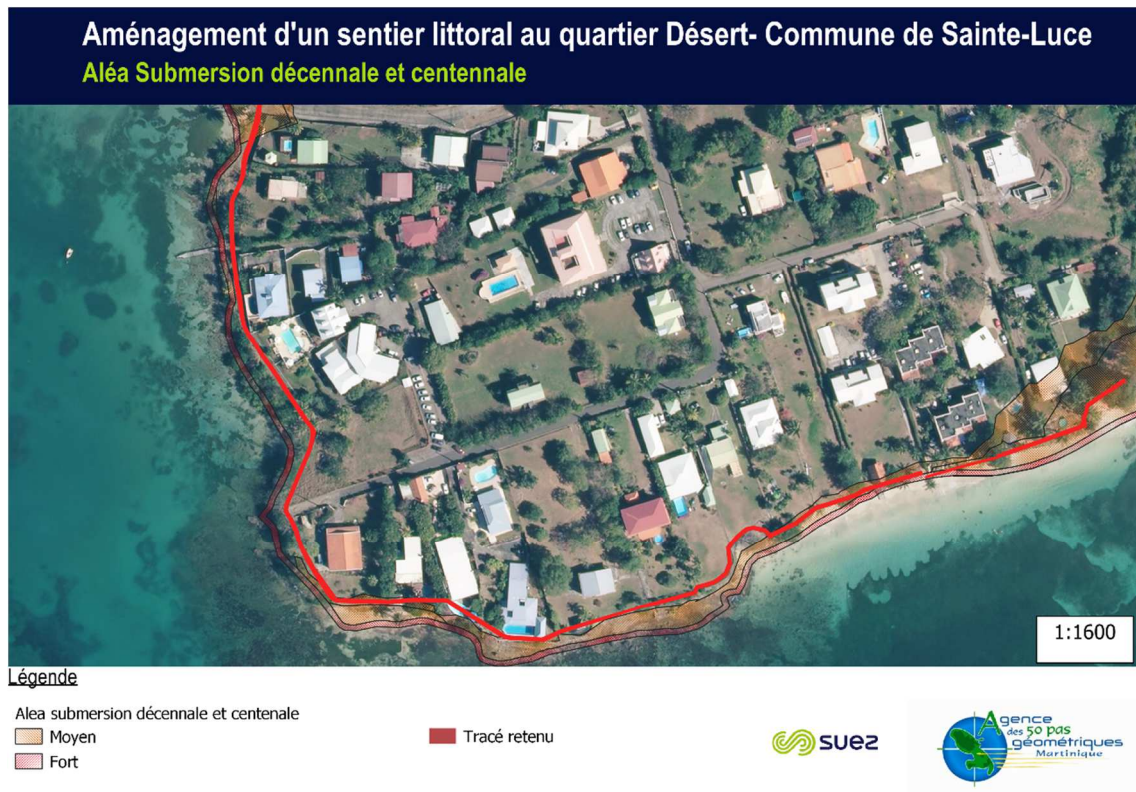 Aménagement d'un sentier littoral au quartier Désert- Commune de Sainte-Luce
Aléa Submersion décennale et centennale
1:1600
Légende
Alea submersion décennale et centenale
Moyen
Fort
Tracé retenu
suez
Agence
des 50 pas
géométriques
Martinique